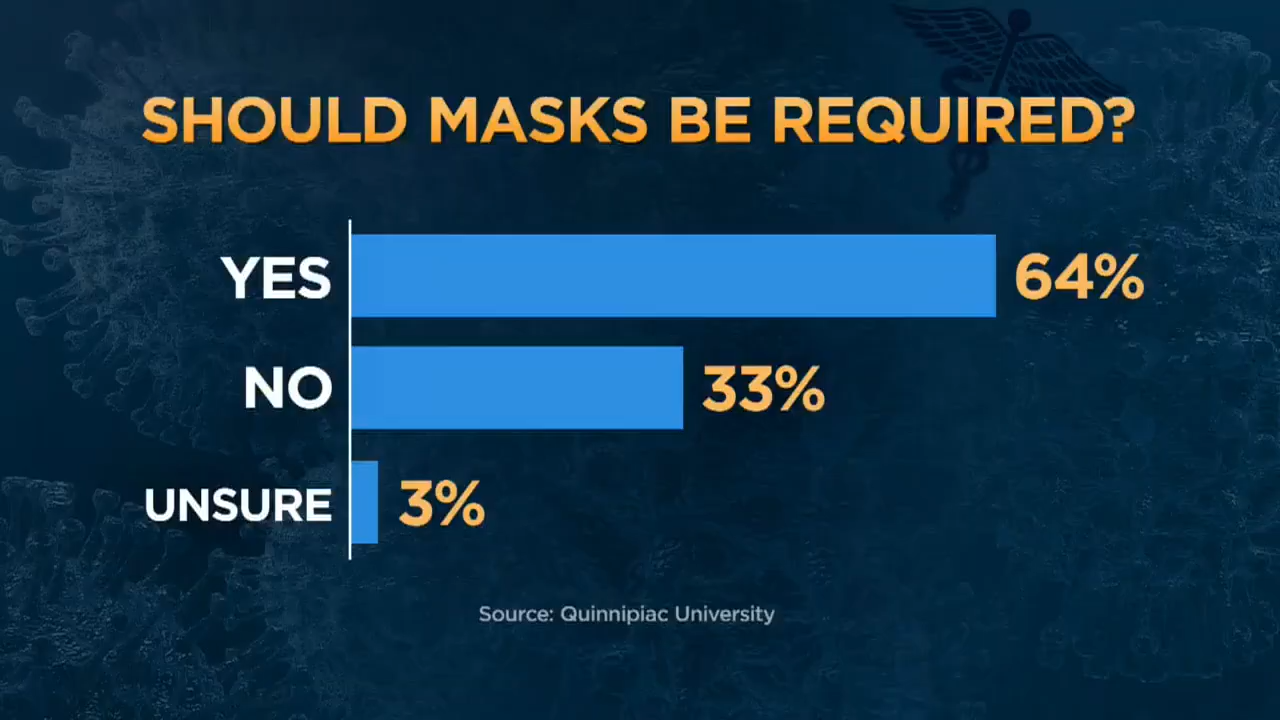 SHOULD MASKS BE REQUIRED?
YES 64%
NO 33%
UNSURE 3%
Source: Quinnipiac University